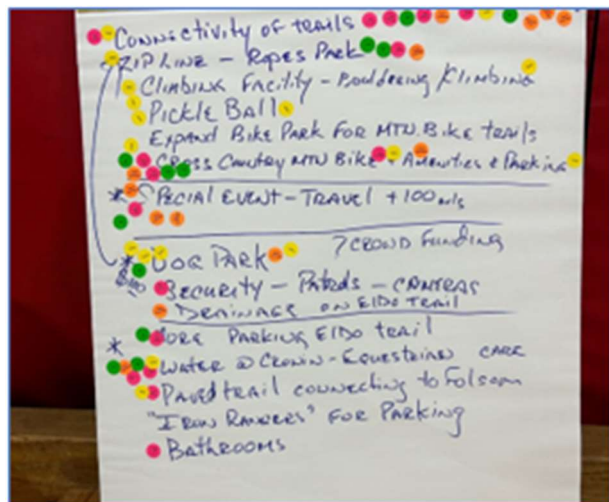 CONNECTIVITY OF TRAILS
ZIPLINE - ROPES PARK
CLIMBING FACILITY - BOULDERING/CLIMBING
PICKLE BALL
EXPAND BIKE PARK FOR MTN. BIKE TRAILS
CROSS COUNTRY MTN BIKE + AMENITIES & PARKING
* SPECIAL EVENT - TRAVEL +100 mls
? CROWD FUNDING
* DOG PARK
SECURITY - PATROLS - CAMERAS
DRAINAGE ON ElDo TRAIL
* MORE PARKING ElDo TRAIL
WATER @ CRONIN - EQUESTRIAN CARE
PAVED TRAIL CONNECTING TO FOLSOM
"IRON RANGERS" FOR PARKING
BATHROOMS